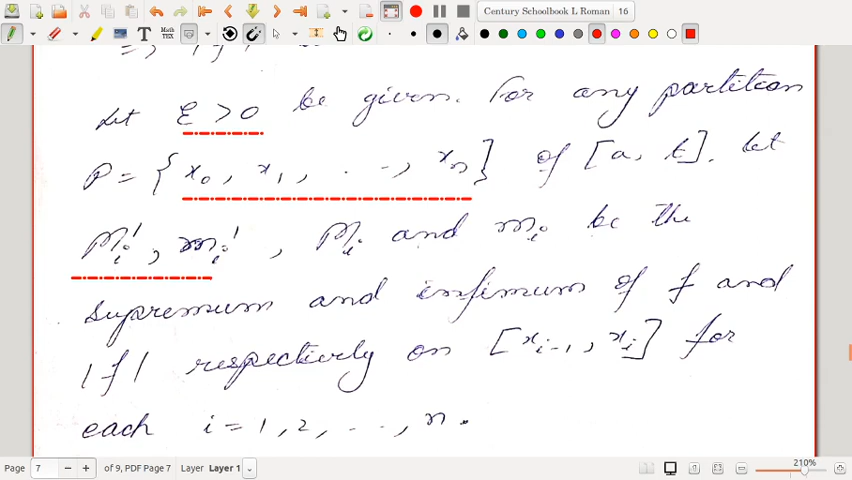 Century Schoolbook L Roman 16
Math
TEX
Let ε > 0 be given. For any partition
P = { x₀, x₁, . . ., xₙ } of [a, t]. Let
Mᵢ', mᵢ', Mᵢ and mᵢ be the
supremum and infimum of f and
|f| respectively on [xᵢ₋₁, xᵢ] for
each i = 1, 2, . . ., n.
Page 7 of 9, PDF Page 7 Layer Layer 1 210%